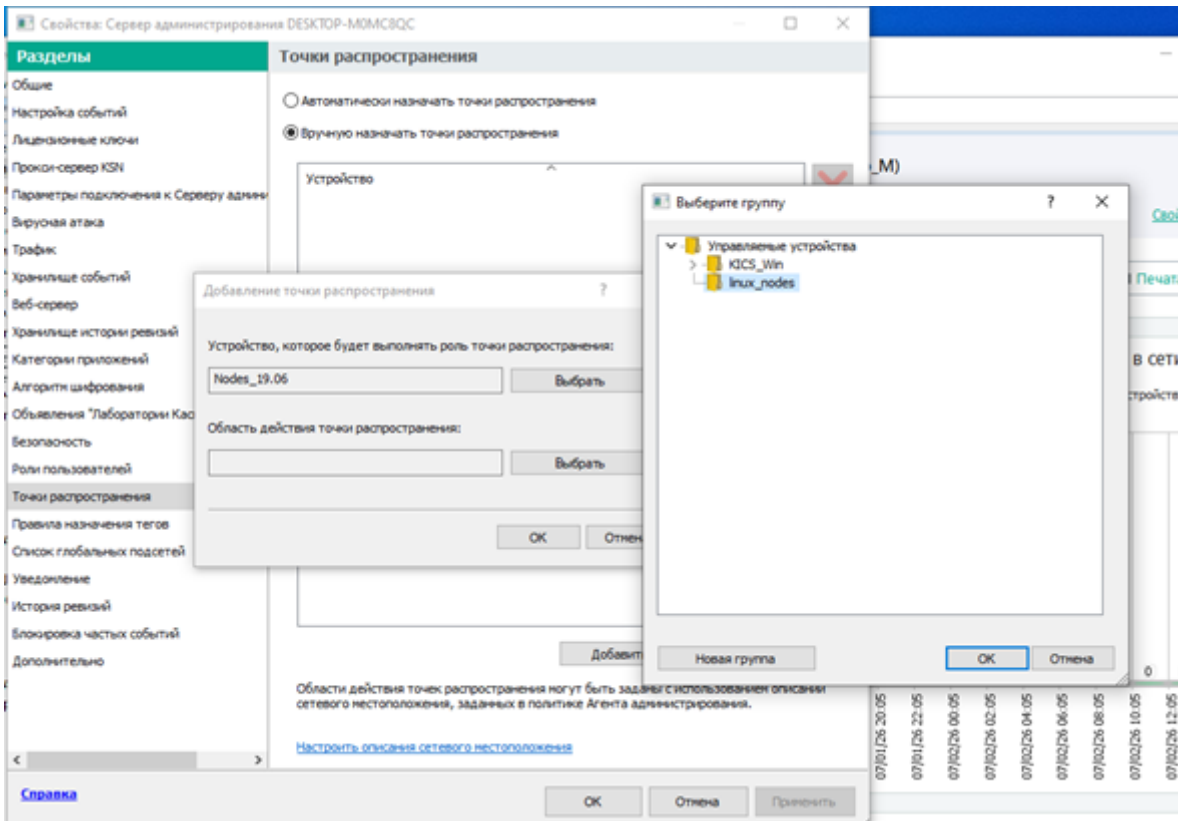 Свойства: Сервер администрирования DESKTOP-M0MC8QC
Разделы
Точки распространения
Общие
Настройка событий
Лицензионные ключи
Прокси-сервер KSN
Параметры подключения к Серверу админи
Вирусная атака
Трафик
Хранилище событий
Веб-сервер
Хранилище истории ревизий
Категории приложений
Алгоритм шифрования
Объявления "Лаборатории Кас
Безопасность
Роли пользователей
Точки распространения
Правила назначения тегов
Список глобальных подсетей
Уведомление
История ревизий
Блокировка частых событий
Дополнительно
Автоматически назначать точки распространения
Вручную назначать точки распространения
Устройство
Добавить
Области действия точек распространения могут быть заданы с использованием описаний
сетевого местоположения, заданных в политике Агента администрирования.
Настроить описания сетевого местоположения
Справка
ОК
Отмена
Применить
Добавление точки распространения
?
Устройство, которое будет выполнять роль точки распространения:
Nodes_19.06
Выбрать
Область действия точки распространения:
Выбрать
ОК
Отмен
Выберите группу
?
Управляемые устройства
KICS_Win
linux_nodes
Новая группа
ОК
Отмена
_M)
Свой
Печат
в сети
стройств
0
07/01/26 20:05
07/01/26 22:05
07/02/26 00:05
07/02/26 02:05
07/02/26 04:05
07/02/26 06:05
07/02/26 08:05
07/02/26 10:05
07/02/26 12:05